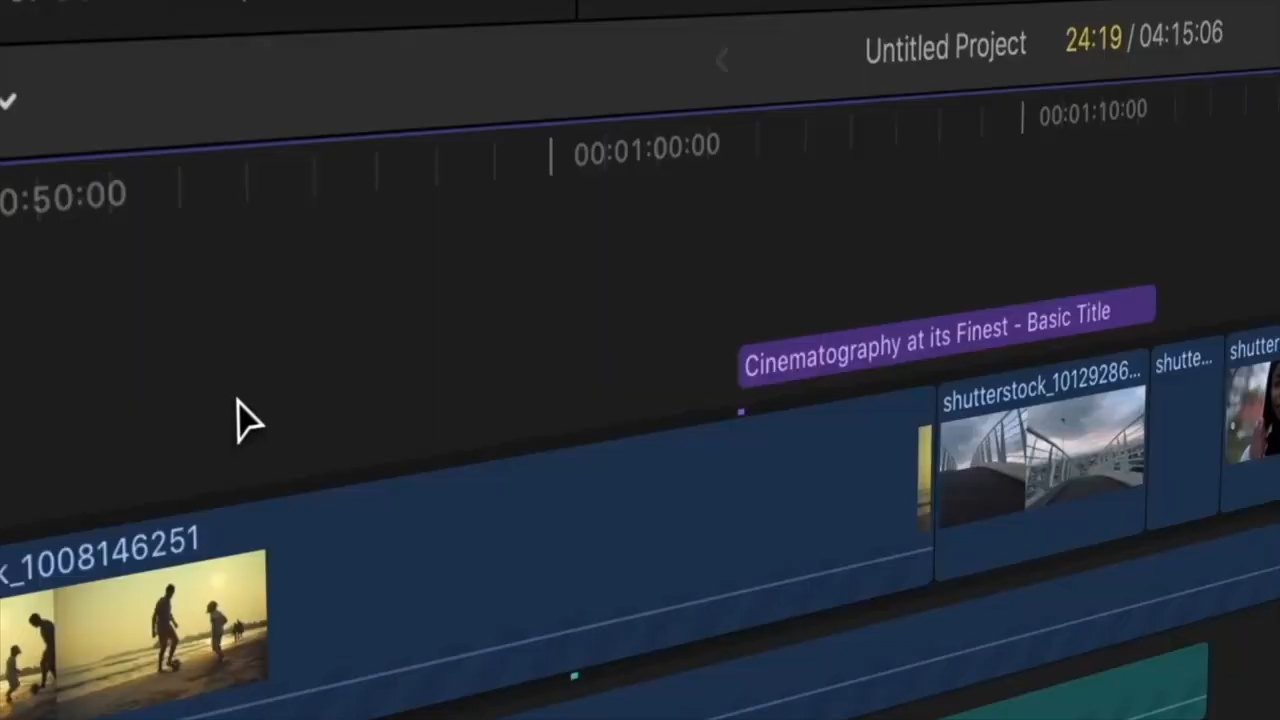 Untitled Project 24:19 / 04:15:06
0:50:00 00:01:00:00 00:01:10:00
Cinematography at its Finest - Basic Title
k_1008146251 shutterstock_10129286... shutte... shutter